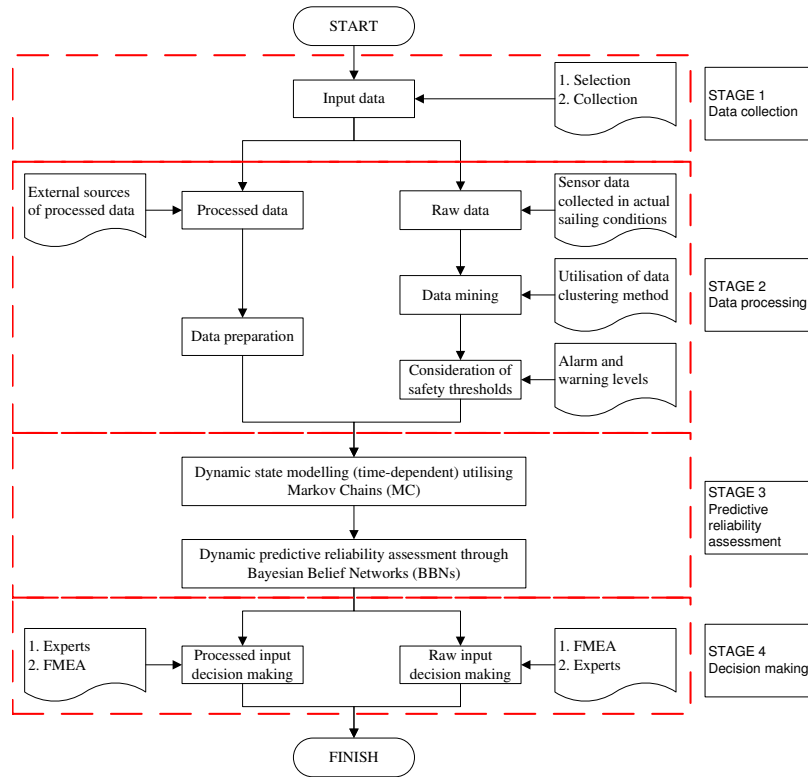 START
Input data
1. Selection
2. Collection
STAGE 1
Data collection
External sources
of processed data
Processed data
Raw data
Sensor data
collected in actual
sailing conditions
Data mining
Utilisation of data
clustering method
STAGE 2
Data processing
Data preparation
Consideration of
safety thresholds
Alarm and
warning levels
Dynamic state modelling (time-dependent) utilising
Markov Chains (MC)
STAGE 3
Predictive
reliability
assessment
Dynamic predictive reliability assessment through
Bayesian Belief Networks (BBNs)
1. Experts
2. FMEA
Processed input
decision making
Raw input
decision making
1. FMEA
2. Experts
STAGE 4
Decision making
FINISH